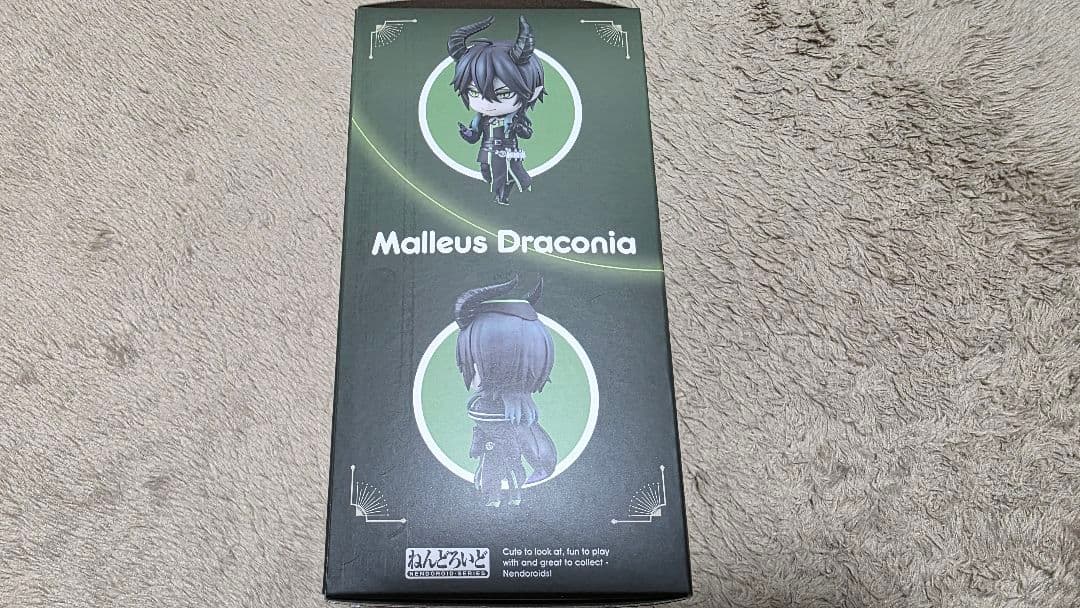 Malleus Draconia
ねんどろいど
NENDOROID·SERIES
Cute to look at, fun to play
with and great to collect -
Nendoroids!